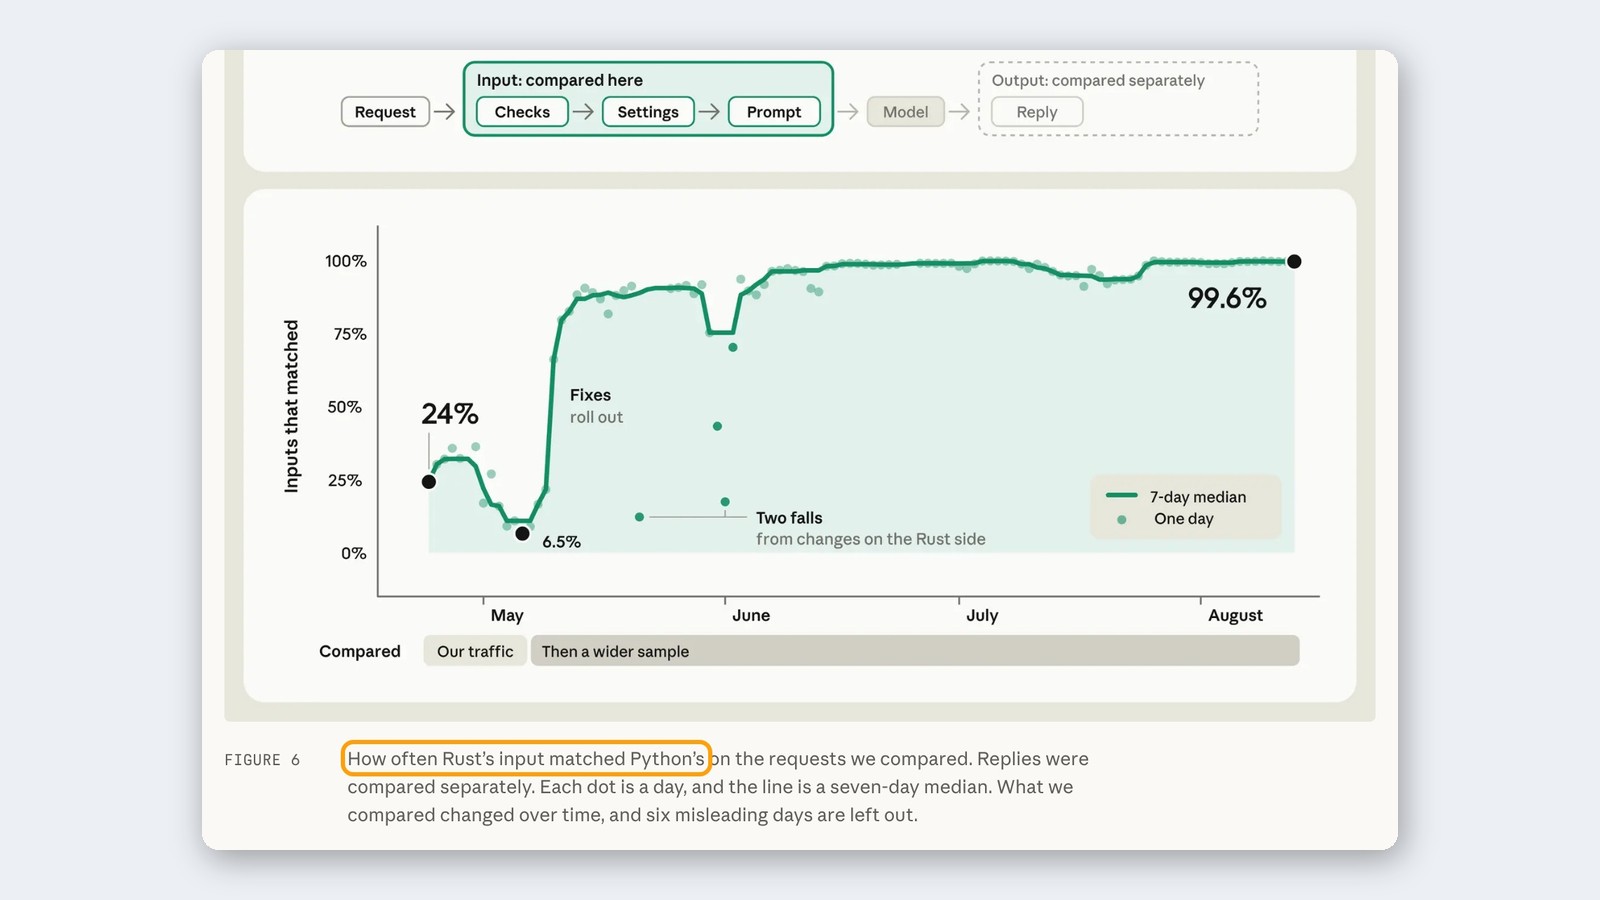 Input: compared here
Output: compared separately
Request
Checks
Settings
Prompt
Model
Reply
Inputs that matched
100%
75%
50%
25%
0%
24%
6.5%
Fixes
roll out
Two falls
from changes on the Rust side
99.6%
7-day median
One day
May
June
July
August
Compared
Our traffic
Then a wider sample
FIGURE 6
How often Rust’s input matched Python’s on the requests we compared. Replies were
compared separately. Each dot is a day, and the line is a seven-day median. What we
compared changed over time, and six misleading days are left out.